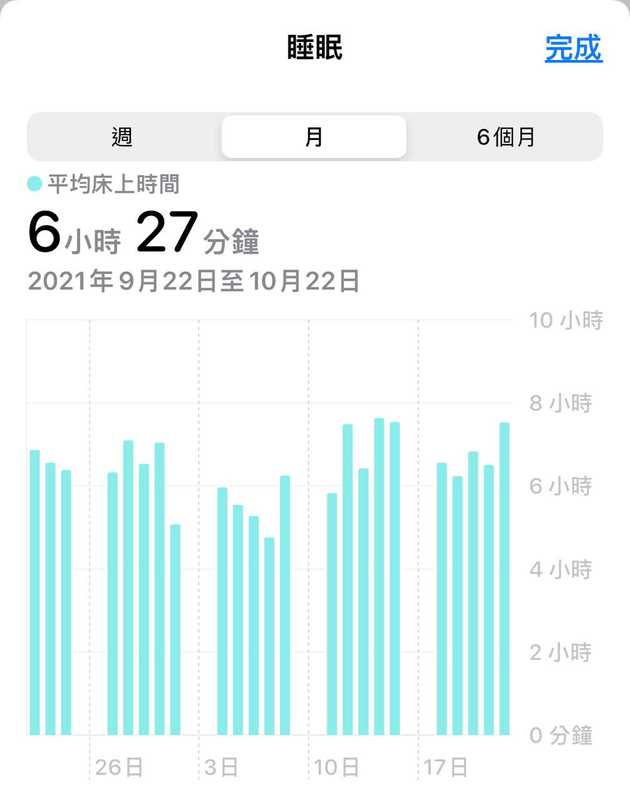 睡眠
完成
週
月
6個月
平均床上時間
6小時 27分鐘
2021年9月22日至10月22日
10 小時
8 小時
6 小時
4 小時
2 小時
0 分鐘
26日
3日
10日
17日